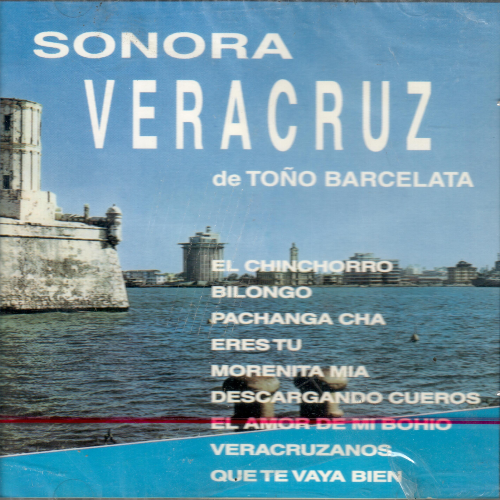 SONORA
VERACRUZ
de TOÑO BARCELATA
EL CHINCHORRO
BILONGO
PACHANGA CHA
ERES TU
MORENITA MIA
DESCARGANDO CUEROS
EL AMOR DE MI BOHIO
VERACRUZANOS
QUE TE VAYA BIEN